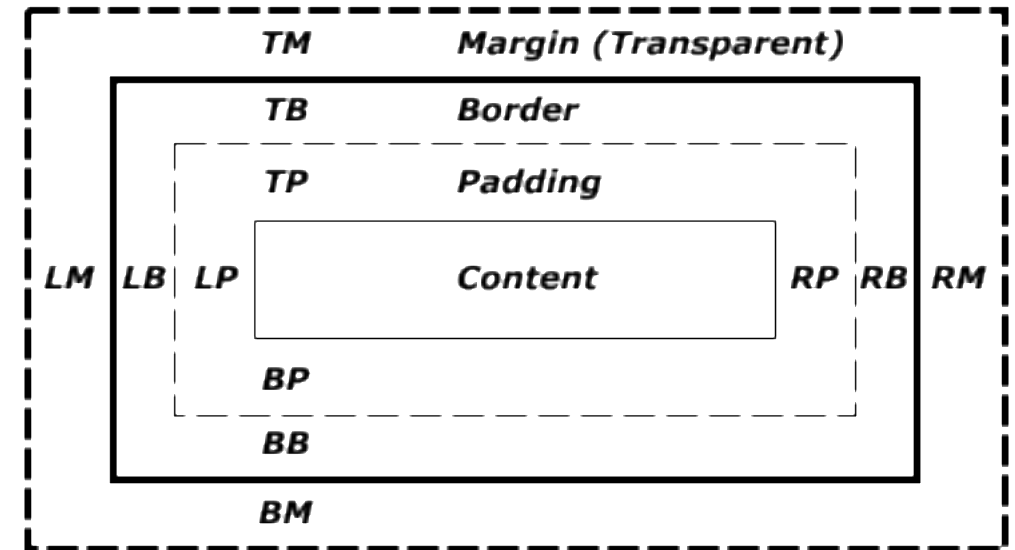 TM Margin (Transparent)
TB Border
TP Padding
LM LB LP Content RP RB RM
BP
BB
BM